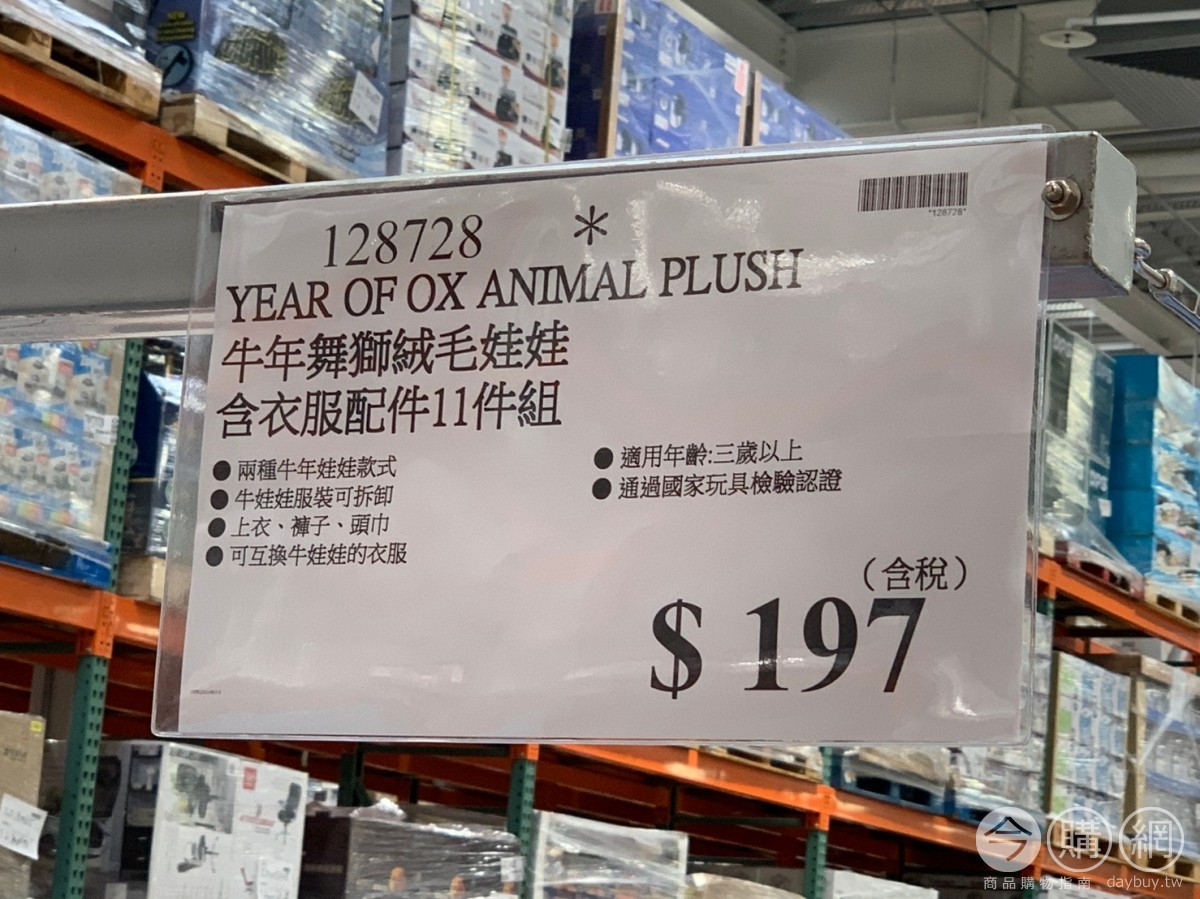 128728 *
*128728*
YEAR OF OX ANIMAL PLUSH
牛年舞獅絨毛娃娃
含衣服配件11件組
● 兩種牛年娃娃款式
● 牛娃娃服裝可拆卸
● 上衣、褲子、頭巾
● 可互換牛娃娃的衣服
● 適用年齡:三歲以上
● 通過國家玩具檢驗認證
(含稅)
$ 197
今購網
商品購物指南 daybuy.tw